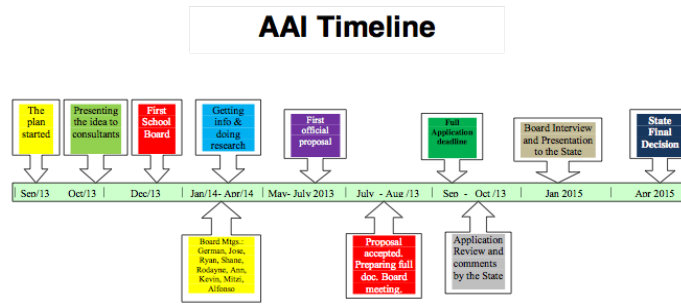 AAI Timeline
The
plan
started
Presenting
the idea to
consultants
First
School
Board
Getting
info &
doing
research
First
official
proposal
Full
Application
deadline
Board Interview
and Presentation
to the State
State
Final
Decision
Sep/13
Oct/13
Dec/13
Jan/14- Apr/14
May- July 2013
July - Aug /13
Sep - Oct/13
Jan 2015
Apr 2015
Board Mtgs.:
German, Jose,
Ryan, Shane,
Rodayne, Ann,
Kevin, Mitzi,
Alfonso
Proposal
accepted.
Preparing full
doc. Board
meeting.
Application
Review and
comments
by the State